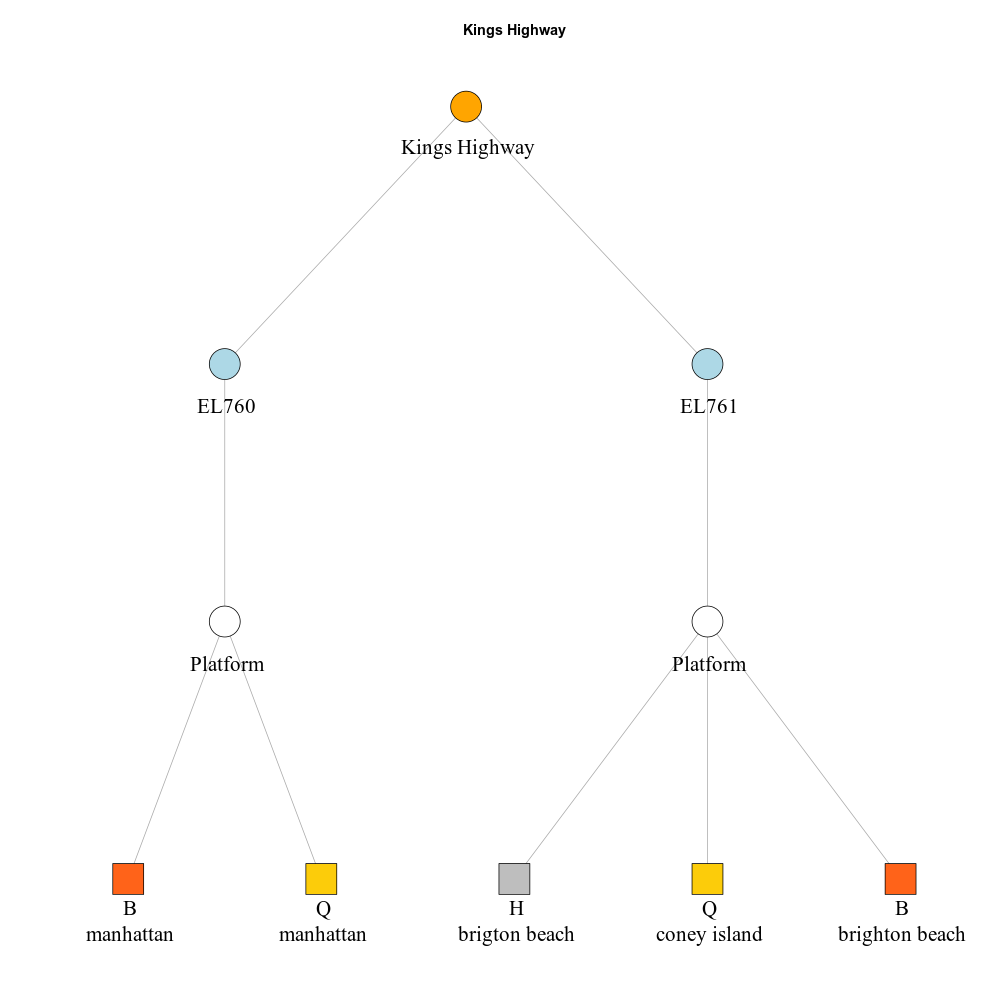 Kings Highway
Kings Highway
EL760
EL761
Platform
Platform
B
manhattan
Q
manhattan
H
brigton beach
Q
coney island
B
brighton beach